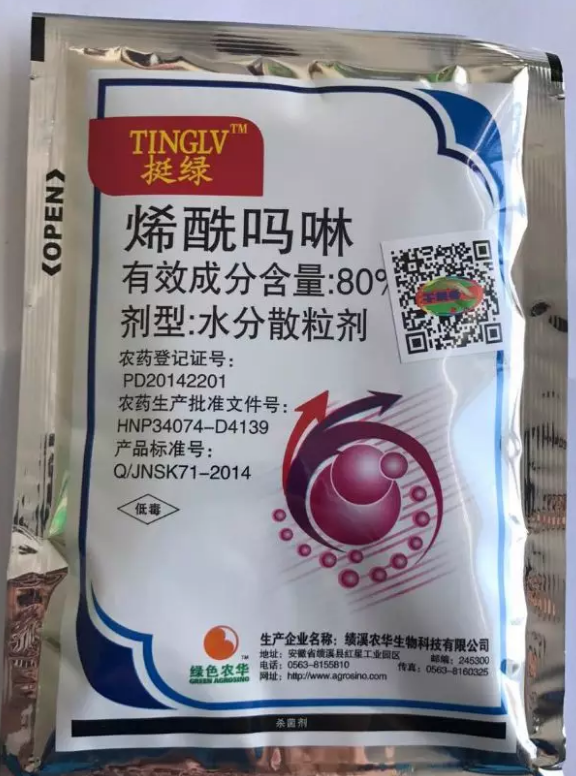 TINGLV™
挺绿
《OPEN》
烯酰吗啉
有效成分含量:80%
剂型:水分散粒剂
农药登记证号:
PD20142201
农药生产批准文件号:
HNP34074-D4139
产品标准号:
Q/JNSK71-2014
低毒
绿色农华™
GREEN AGROSINO
生产企业名称: 绩溪农华生物科技有限公司
地址: 安徽省绩溪县红星工业园区 邮编: 245300
电话: 0563-8155810 传真: 0563-8160325
网址: http://www.agrosino.com
杀菌剂